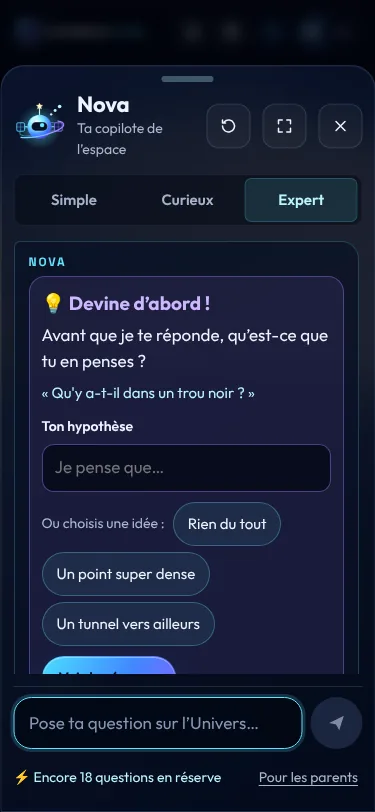 Nova
Ta copilote de
l'espace
Simple
Curieux
Expert
NOVA
💡 Devine d'abord !
Avant que je te réponde, qu'est-ce que
tu en penses ?
« Qu'y a-t-il dans un trou noir ? »
Ton hypothèse
Je pense que…
Ou choisis une idée :
Rien du tout
Un point super dense
Un tunnel vers ailleurs
Pose ta question sur l'Univers…
⚡ Encore 18 questions en réserve
Pour les parents